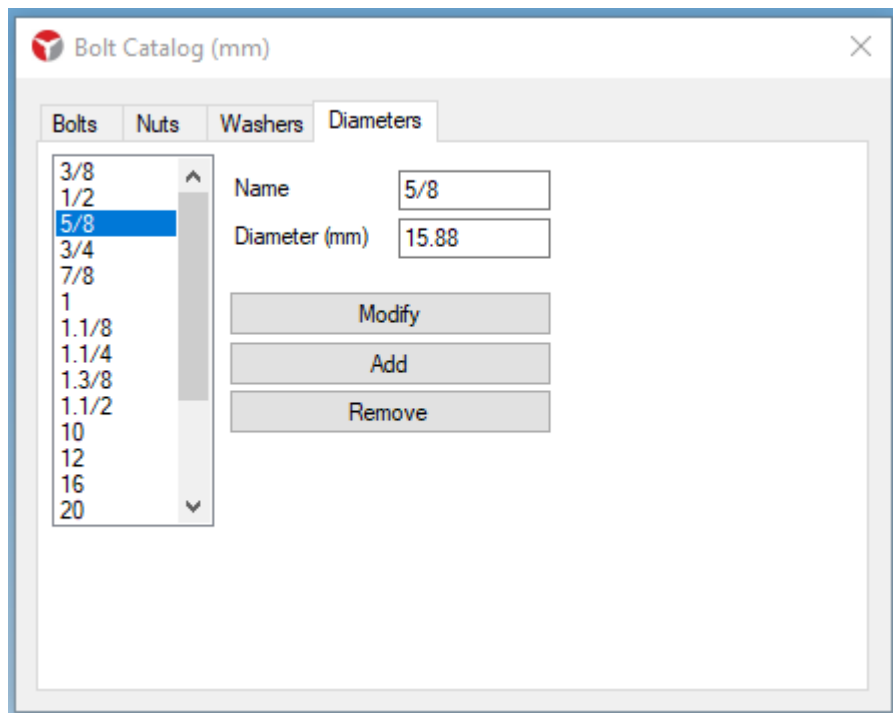 Bolt Catalog (mm)
Bolts Nuts Washers Diameters
3/8
1/2
5/8
3/4
7/8
1
1.1/8
1.1/4
1.3/8
1.1/2
10
12
16
20
Name 5/8
Diameter (mm) 15.88
Modify
Add
Remove